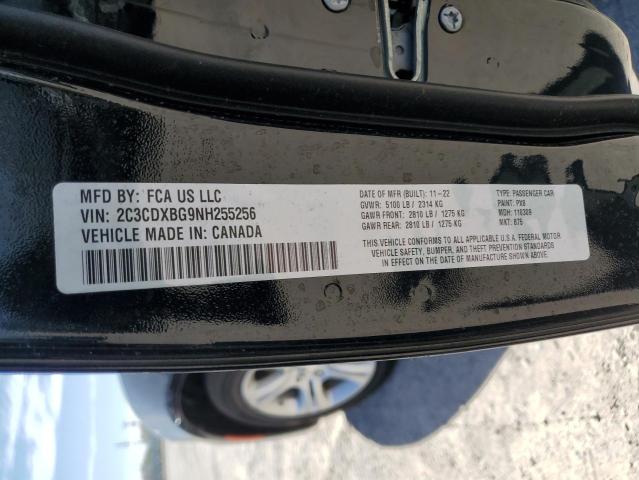 MFD BY: FCA US LLC
VIN: 2C3CDXBG9NH255256
VEHICLE MADE IN: CANADA
DATE OF MFR (BUILT): 11-22
GVWR: 5100 LB / 2314 KG
GAWR FRONT: 2810 LB / 1275 KG
GAWR REAR: 2810 LB / 1275 KG
TYPE: PASSENGER CAR
PAINT: PX8
MDH: 110309
MKT: 875
THIS VEHICLE CONFORMS TO ALL APPLICABLE U.S.A. FEDERAL MOTOR
VEHICLE SAFETY, BUMPER, AND THEFT PREVENTION STANDARDS
IN EFFECT ON THE DATE OF MANUFACTURE SHOWN ABOVE.